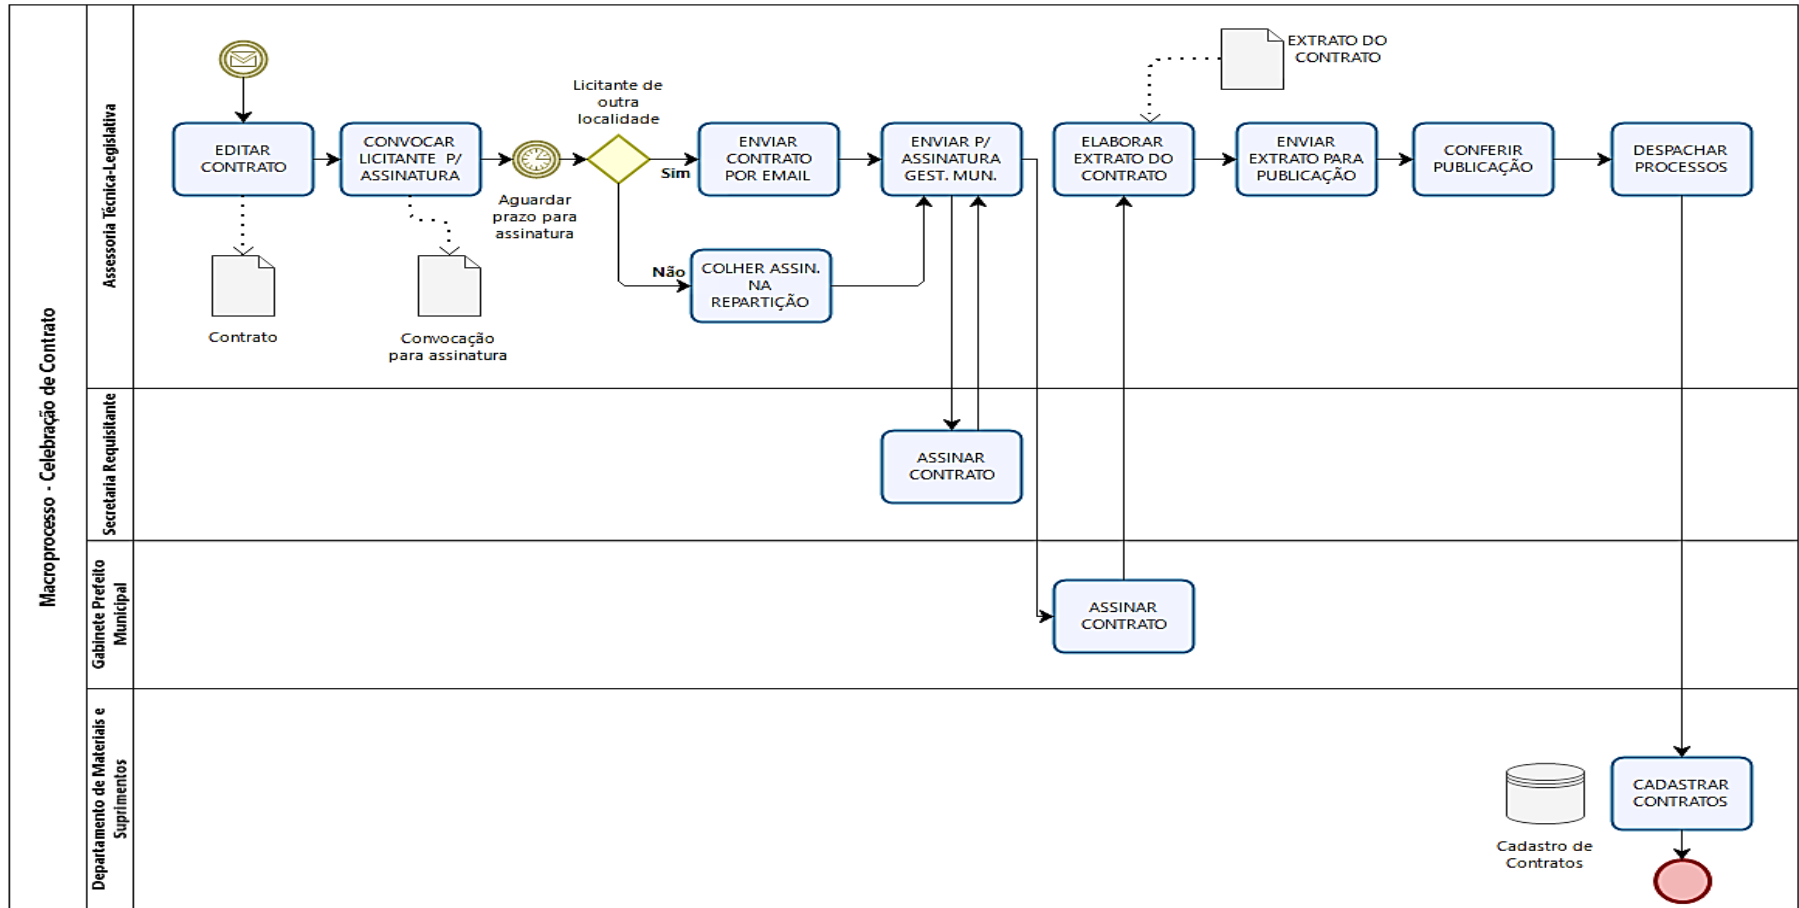 Macroprocesso - Celebração de Contrato
Assessoria Técnica-Legislativa
EDITAR
CONTRATO
Contrato
CONVOCAR
LICITANTE P/
ASSINATURA
Convocação
para assinatura
Aguardar
prazo para
assinatura
Licitante de
outra
localidade
Sim
Não
ENVIAR
CONTRATO
POR EMAIL
COLHER ASSIN.
NA
REPARTIÇÃO
ENVIAR P/
ASSINATURA
GEST. MUN.
ELABORAR
EXTRATO DO
CONTRATO
EXTRATO DO
CONTRATO
ENVIAR
EXTRATO PARA
PUBLICAÇÃO
CONFERIR
PUBLICAÇÃO
DESPACHAR
PROCESSOS
Secretaria Requisitante
ASSINAR
CONTRATO
Gabinete Prefeito
Municipal
ASSINAR
CONTRATO
Departamento de Materiais e
Suprimentos
Cadastro de
Contratos
CADASTRAR
CONTRATOS